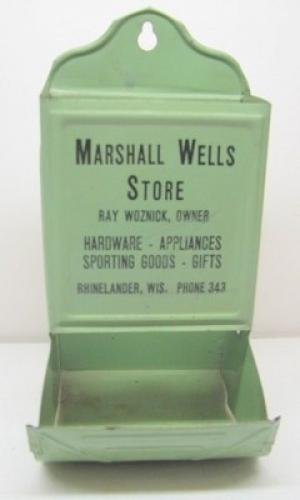 MARSHALL WELLS
STORE
RAY WOZNICK, OWNER
HARDWARE - APPLIANCES
SPORTING GOODS - GIFTS
RHINELANDER, WIS. PHONE 343